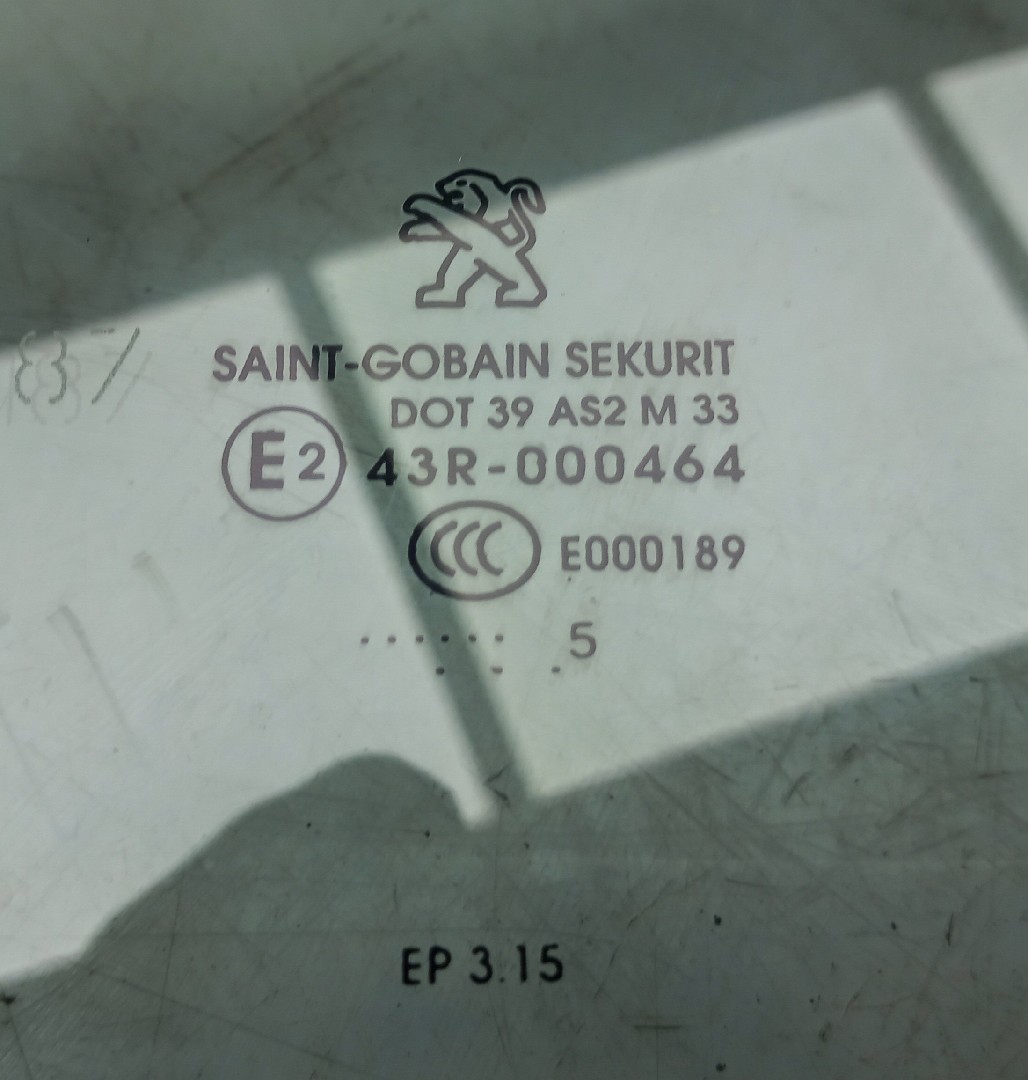 SAINT-GOBAIN SEKURIT
DOT 39 AS2 M 33
E2 43R-000464
CCC E000189
....... .5
EP 3.15